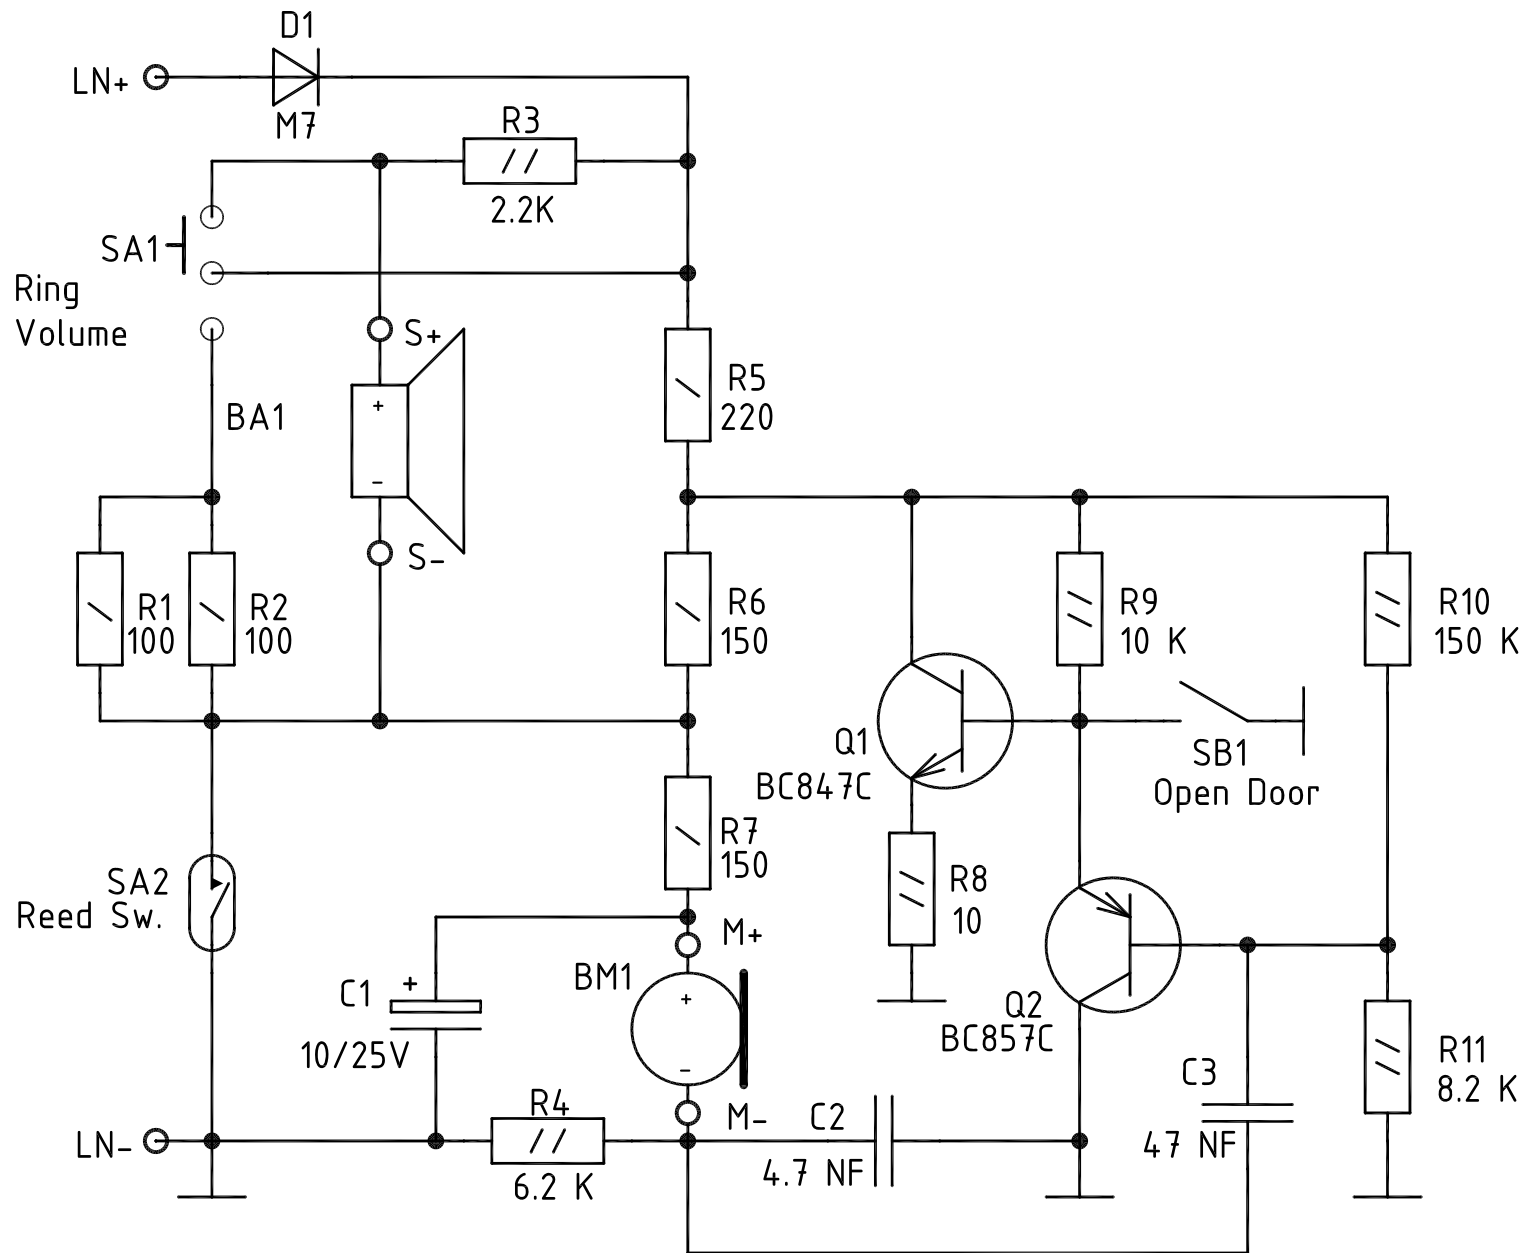 D1
LN+
M7
R3
2.2K
SA1
Ring
Volume
S+
+
R5
220
BA1
-
S-
R1
100
R2
100
R6
150
R9
10 K
R10
150 K
Q1
BC847C
SB1
Open Door
R7
150
SA2
Reed Sw.
R8
10
M+
BM1
+
C1
+
10/25V
Q2
BC857C
-
R11
8.2 K
C3
47 NF
R4
6.2 K
M-
C2
4.7 NF
LN-